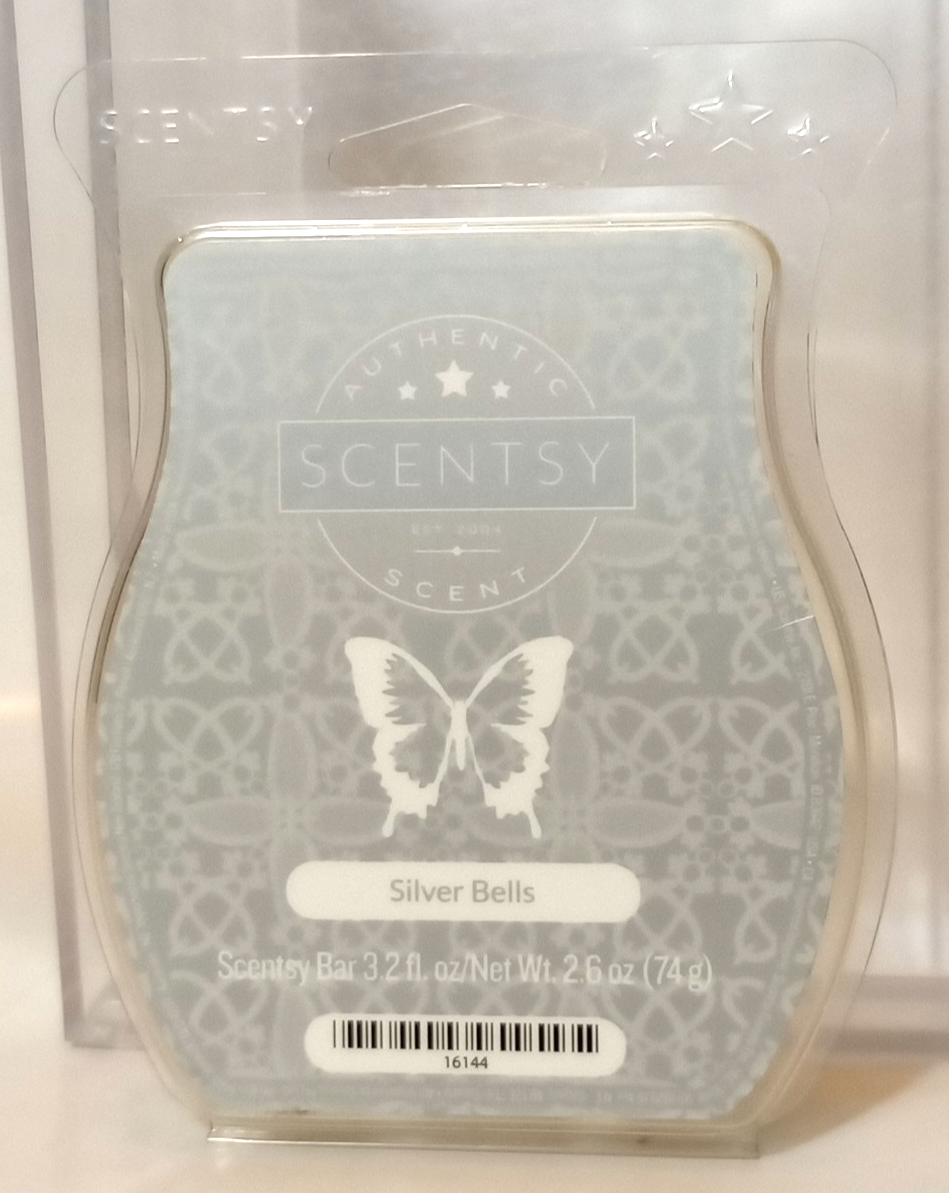 SCENTSY
AUTHENTIC
SCENTSY
EST. 2004
SCENT
Silver Bells
Scentsy Bar 3.2 fl. oz/Net Wt. 2.6 oz (74 g)
16144